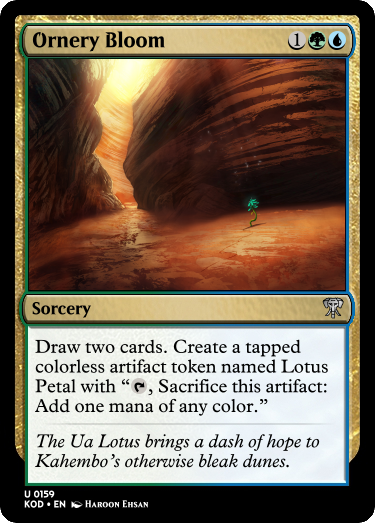 Ornery Bloom 1
Sorcery
Draw two cards. Create a tapped
colorless artifact token named Lotus
Petal with “, Sacrifice this artifact:
Add one mana of any color.”
The Ua Lotus brings a dash of hope to
Kahembo’s otherwise bleak dunes.
U 0159
KOD • EN Haroon Ehsan